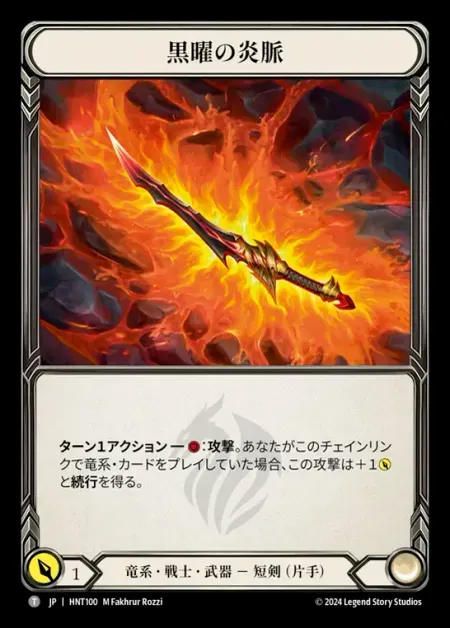 黒曜の炎脈
ターン1アクション ー :攻撃。あなたがこのチェインリン
クで竜系・カードをプレイしていた場合、この攻撃は+1
と続行を得る。
1
竜系・戦士・武器 ー 短剣 (片手)
T JP | HNT100 M Fakhrur Rozzi
© 2024 Legend Story Studios